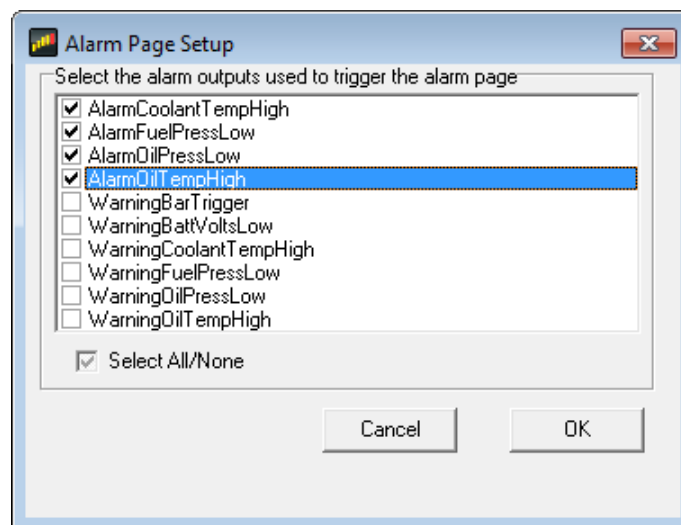 Alarm Page Setup
Select the alarm outputs used to trigger the alarm page
AlarmCoolantTempHigh
AlarmFuelPressLow
AlarmOilPressLow
AlarmOilTempHigh
WarningBarTrigger
WarningBattVoltsLow
WarningCoolantTempHigh
WarningFuelPressLow
WarningOilPressLow
WarningOilTempHigh
Select All/None
Cancel
OK